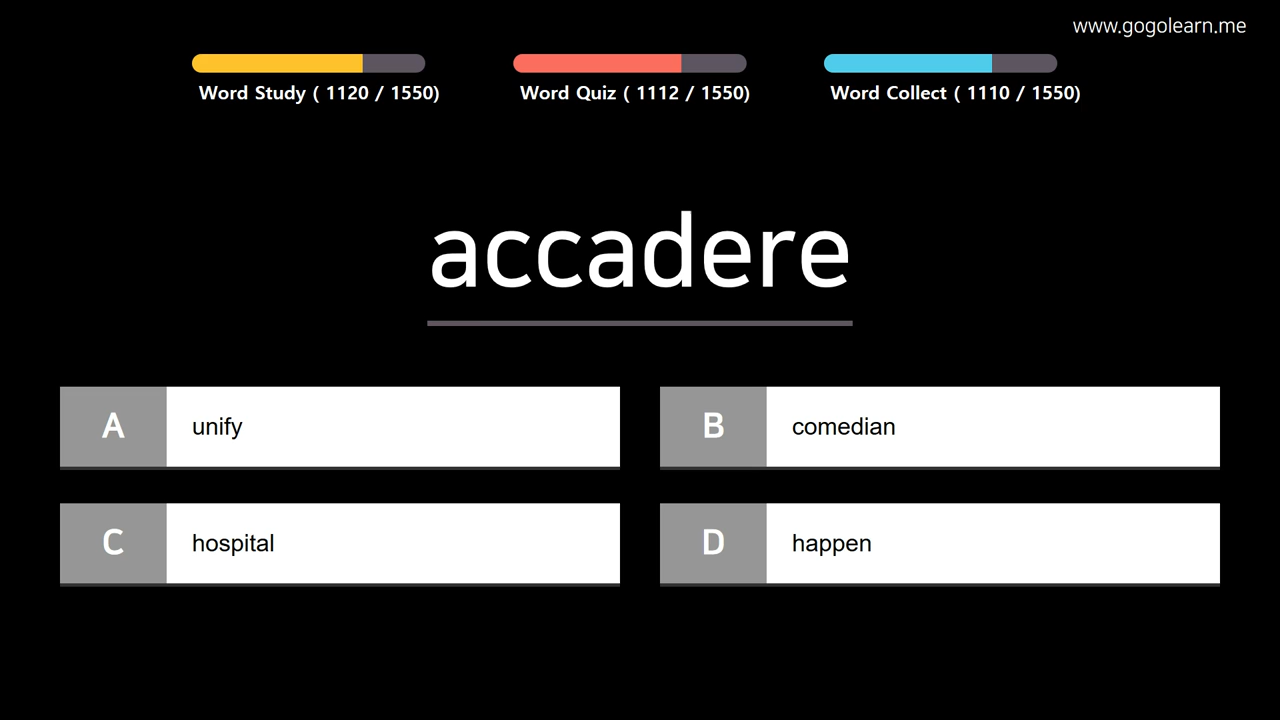 www.gogolearn.me
Word Study ( 1120 / 1550)
Word Quiz ( 1112 / 1550)
Word Collect ( 1110 / 1550)
accadere
A unify
B comedian
C hospital
D happen